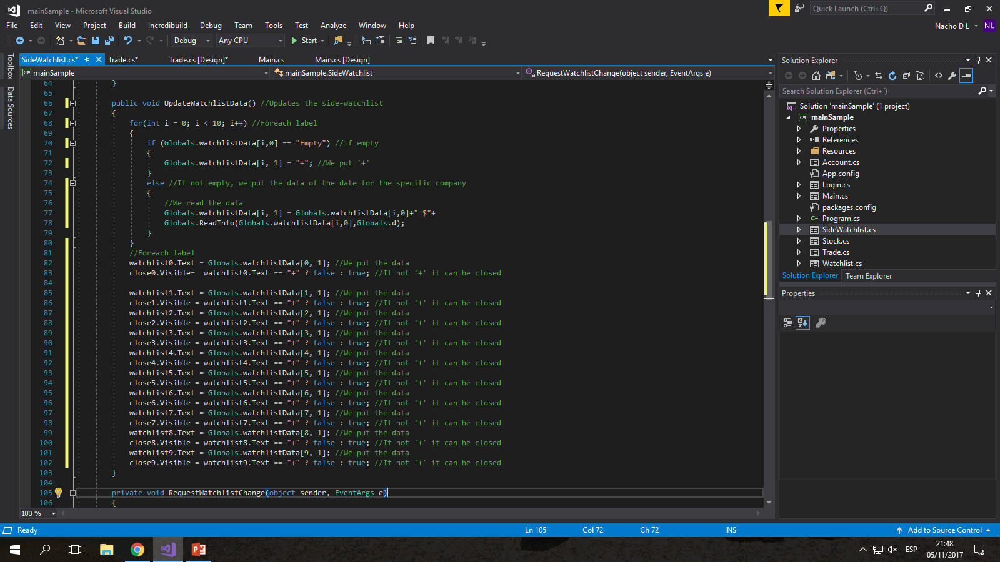 mainSample - Microsoft Visual Studio
Quick Launch (Ctrl+Q)
File Edit View Project Build Incredibuild Debug Team Tools Test Analyze Window Help
Nacho D L NL
Debug Any CPU Start
SideWatchlist.cs* Trade.cs* Trade.cs [Design]* Main.cs Main.cs [Design]
mainSample mainSample.SideWatchlist RequestWatchlistChange(object sender, EventArgs e)
Toolbox
Data Sources
64 }
65
66 public void UpdateWatchlistData() //Updates the side-watchlist
67 {
68 for(int i = 0; i < 10; i++) //Foreach label
69 {
70 if (Globals.watchlistData[i,0] == "Empty") //If empty
71 {
72 Globals.watchlistData[i, 1] = "+"; //We put '+'
73 }
74 else //If not empty, we put the data of the date for the specific company
75 {
76 //We read the data
77 Globals.watchlistData[i, 1] = Globals.watchlistData[i,0]+" $"+
78 Globals.ReadInfo(Globals.watchlistData[i,0],Globals.d);
79 }
80 }
81 //Foreach label
82 watchlist0.Text = Globals.watchlistData[0, 1]; //We put the data
83 close0.Visible=  watchlist0.Text == "+" ? false : true; //If not '+' it can be closed
84
85 watchlist1.Text = Globals.watchlistData[1, 1]; //We put the data
86 close1.Visible = watchlist1.Text == "+" ? false : true; //If not '+' it can be closed
87 watchlist2.Text = Globals.watchlistData[2, 1]; //We put the data
88 close2.Visible = watchlist2.Text == "+" ? false : true; //If not '+' it can be closed
89 watchlist3.Text = Globals.watchlistData[3, 1]; //We put the data
90 close3.Visible = watchlist3.Text == "+" ? false : true; //If not '+' it can be closed
91 watchlist4.Text = Globals.watchlistData[4, 1]; //We put the data
92 close4.Visible = watchlist4.Text == "+" ? false : true; //If not '+' it can be closed
93 watchlist5.Text = Globals.watchlistData[5, 1]; //We put the data
94 close5.Visible = watchlist5.Text == "+" ? false : true; //If not '+' it can be closed
95 watchlist6.Text = Globals.watchlistData[6, 1]; //We put the data
96 close6.Visible = watchlist6.Text == "+" ? false : true; //If not '+' it can be closed
97 watchlist7.Text = Globals.watchlistData[7, 1]; //We put the data
98 close7.Visible = watchlist7.Text == "+" ? false : true; //If not '+' it can be closed
99 watchlist8.Text = Globals.watchlistData[8, 1]; //We put the data
100 close8.Visible = watchlist8.Text == "+" ? false : true; //If not '+' it can be closed
101 watchlist9.Text = Globals.watchlistData[9, 1]; //We put the data
102 close9.Visible = watchlist9.Text == "+" ? false : true; //If not '+' it can be closed
103 }
104
105 private void RequestWatchlistChange(object sender, EventArgs e)
106 {
100 %
Solution Explorer
Search Solution Explorer (Ctrl+´)
Solution 'mainSample' (1 project)
C# mainSample
Properties
References
Resources
Account.cs
App.config
Login.cs
Main.cs
packages.config
C# Program.cs
SideWatchlist.cs
Stock.cs
Trade.cs
Watchlist.cs
Solution Explorer Team Explorer
Properties
Ready Ln 105 Col 72 Ch 72 INS Add to Source Control
ESP 21:48
05/11/2017